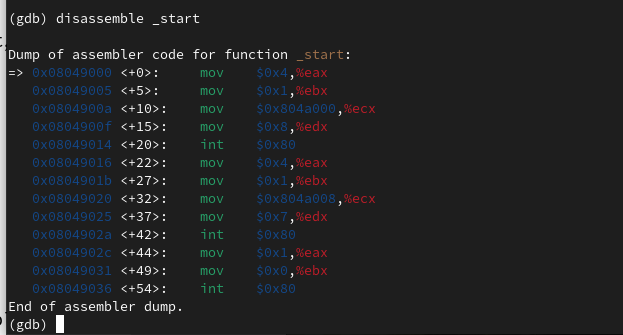 (gdb) disassemble _start
Dump of assembler code for function _start:
=> 0x08049000 <+0>:     mov    $0x4,%eax
   0x08049005 <+5>:     mov    $0x1,%ebx
   0x0804900a <+10>:    mov    $0x804a000,%ecx
   0x0804900f <+15>:    mov    $0x8,%edx
   0x08049014 <+20>:    int    $0x80
   0x08049016 <+22>:    mov    $0x4,%eax
   0x0804901b <+27>:    mov    $0x1,%ebx
   0x08049020 <+32>:    mov    $0x804a008,%ecx
   0x08049025 <+37>:    mov    $0x7,%edx
   0x0804902a <+42>:    int    $0x80
   0x0804902c <+44>:    mov    $0x1,%eax
   0x08049031 <+49>:    mov    $0x0,%ebx
   0x08049036 <+54>:    int    $0x80
End of assembler dump.
(gdb)